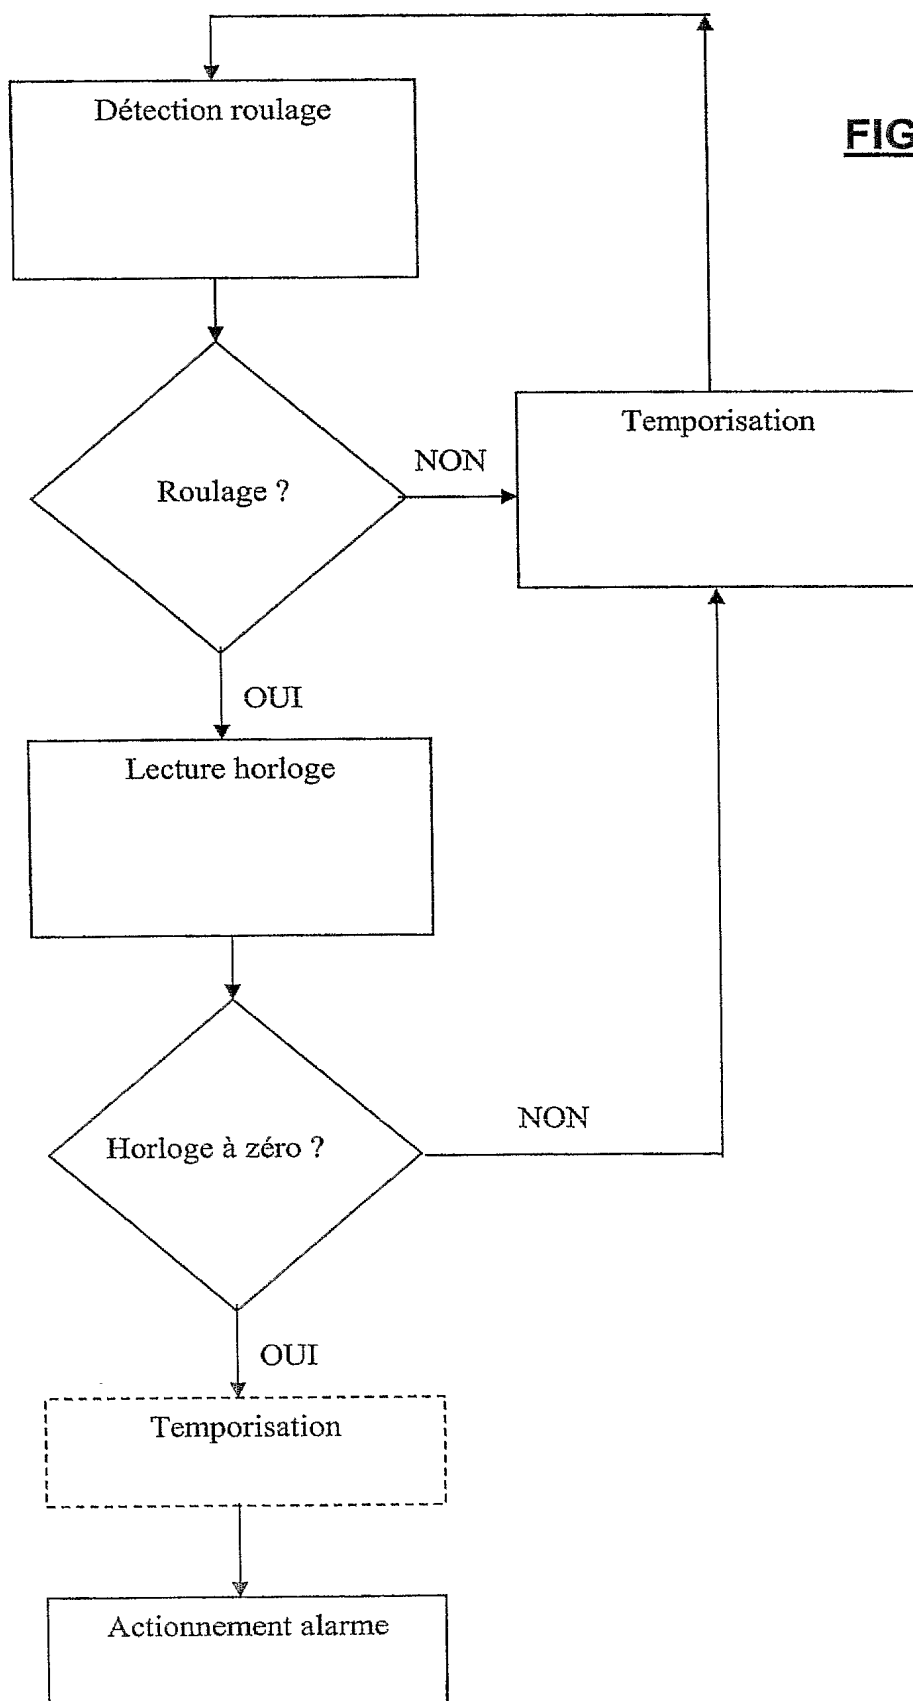 Détection roulage
FIG
Temporisation
NON
Roulage ?
OUI
Lecture horloge
NON
Horloge à zéro ?
OUI
Temporisation
Actionnement alarme